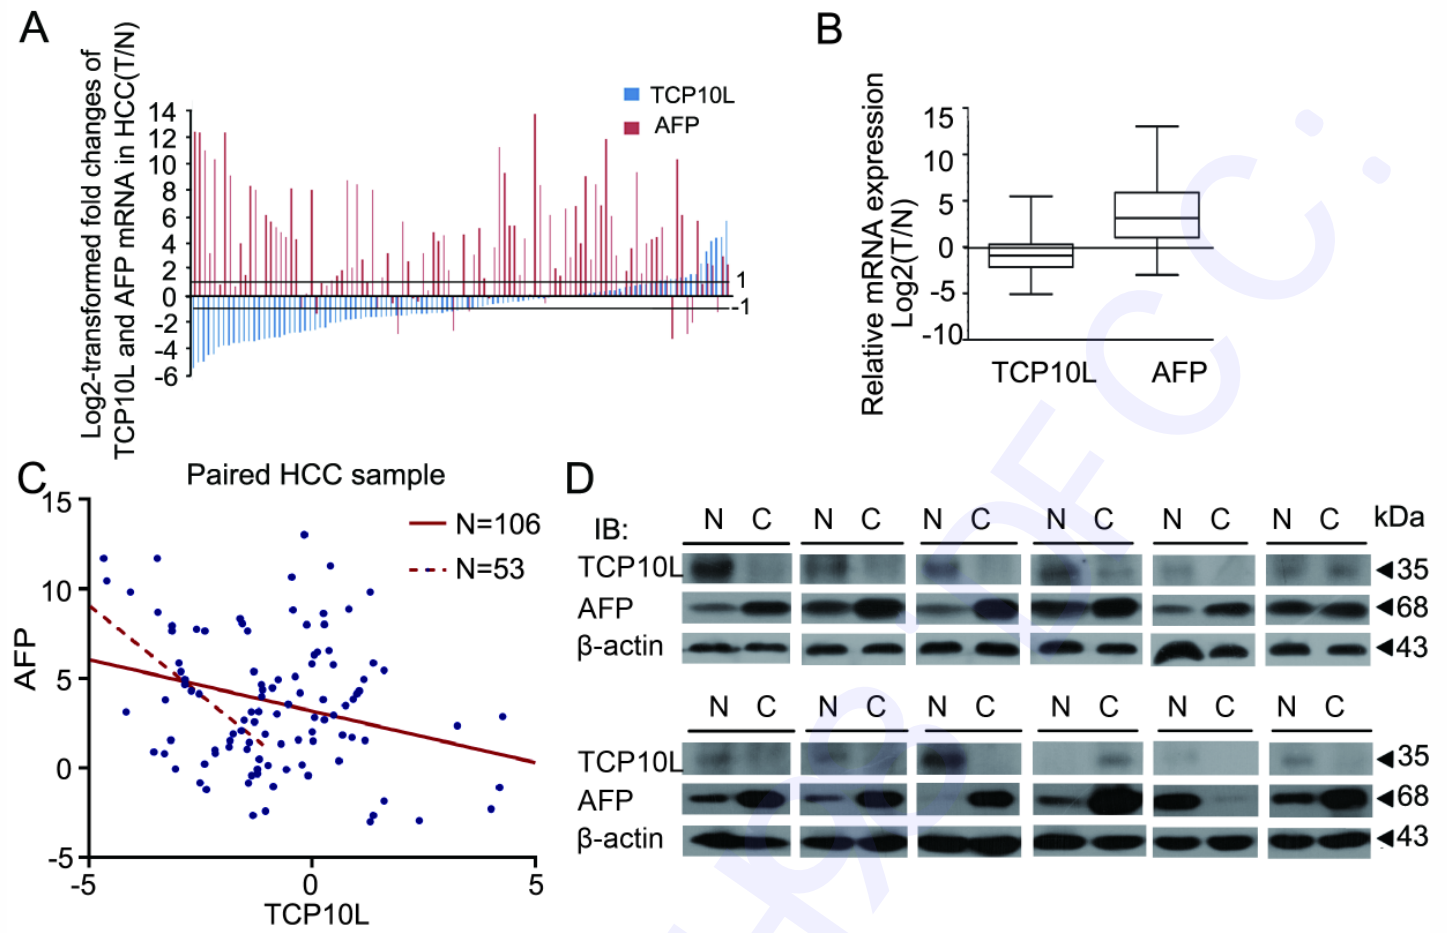 A
Log2-transformed fold changes of
TCP10L and AFP mRNA in HCC(T/N)
14
12
10
8
6
4
2
0
-2
-4
-6
TCP10L
AFP
1
-1
B
Relative mRNA expression
Log2(T/N)
15
10
5
0
-5
-10
TCP10L
AFP
C
Paired HCC sample
N=106
N=53
AFP
15
10
5
0
-5
-5
0
5
TCP10L
D
IB:
N C N C N C N C N C N C kDa
TCP10L 35
AFP 68
β-actin 43
N C N C N C N C N C N C
TCP10L 35
AFP 68
β-actin 43